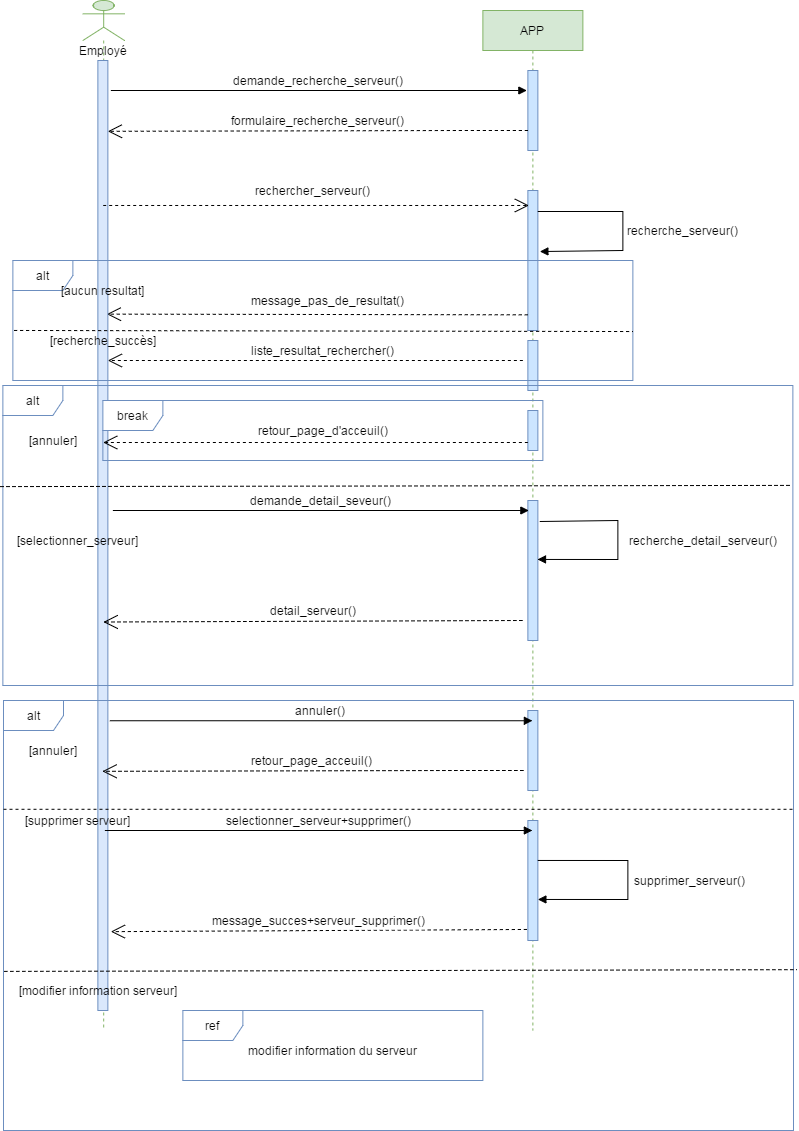 Employé
APP
demande_recherche_serveur()
formulaire_recherche_serveur()
rechercher_serveur()
recherche_serveur()
alt
[aucun resultat]
message_pas_de_resultat()
[recherche_succès]
liste_resultat_rechercher()
alt
break
[annuler]
retour_page_d'acceuil()
demande_detail_seveur()
[selectionner_serveur]
recherche_detail_serveur()
detail_serveur()
alt
annuler()
[annuler]
retour_page_acceuil()
[supprimer serveur]
selectionner_serveur+supprimer()
supprimer_serveur()
message_succes+serveur_supprimer()
[modifier information serveur]
ref
modifier information du serveur